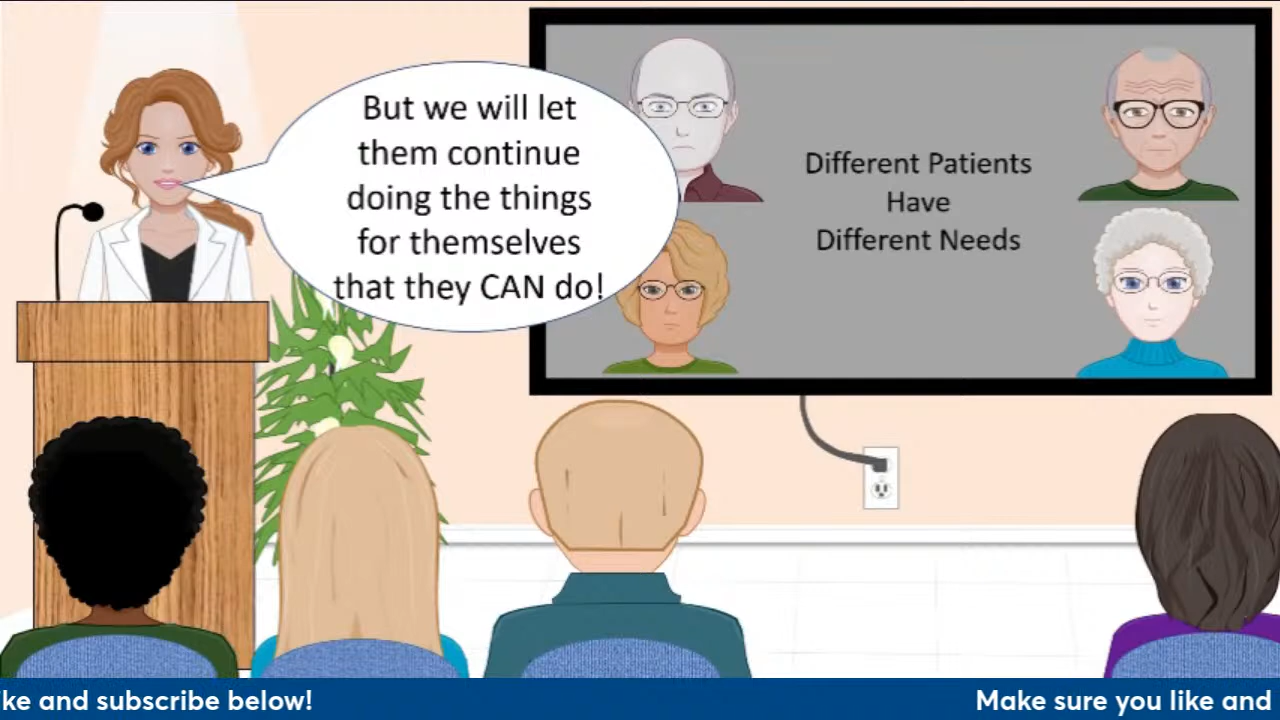 But we will let
them continue
doing the things
for themselves
that they CAN do!
Different Patients
Have
Different Needs
ke and subscribe below!
Make sure you like and